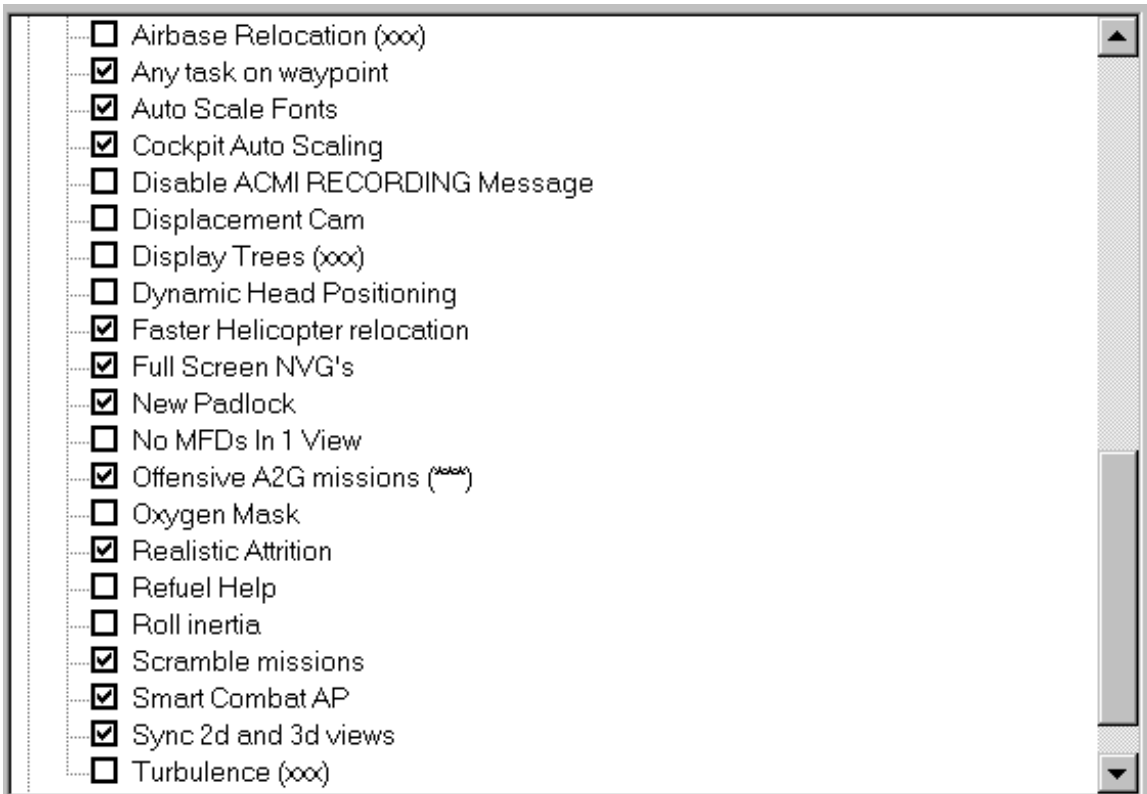 Airbase Relocation (xxx)
Any task on waypoint
Auto Scale Fonts
Cockpit Auto Scaling
Disable ACMI RECORDING Message
Displacement Cam
Display Trees (xxx)
Dynamic Head Positioning
Faster Helicopter relocation
Full Screen NVG's
New Padlock
No MFDs In 1 View
Offensive A2G missions (***)
Oxygen Mask
Realistic Attrition
Refuel Help
Roll inertia
Scramble missions
Smart Combat AP
Sync 2d and 3d views
Turbulence (xxx)